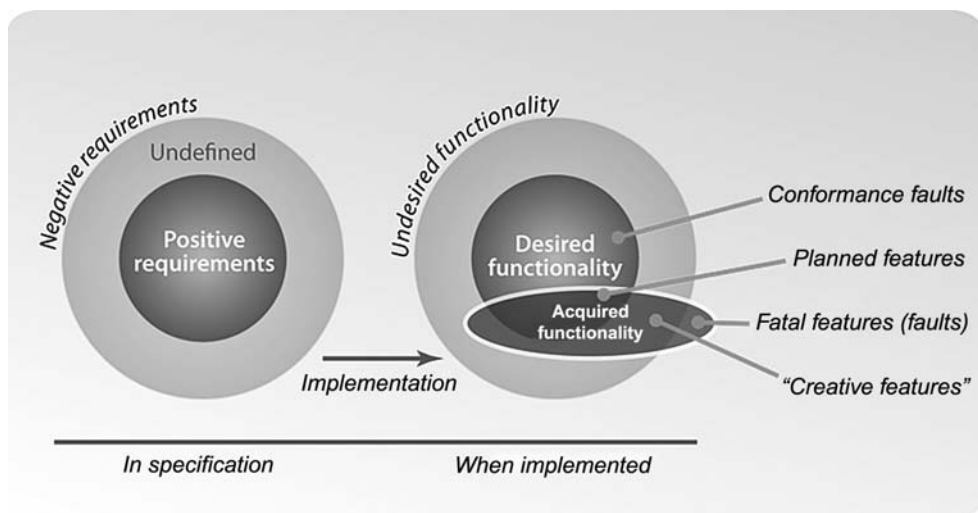 Negative requirements
Undefined
Positive
requirements
Implementation
In specification
Undesired functionality
Desired
functionality
Acquired
functionality
When implemented
Conformance faults
Planned features
Fatal features (faults)
“Creative features”